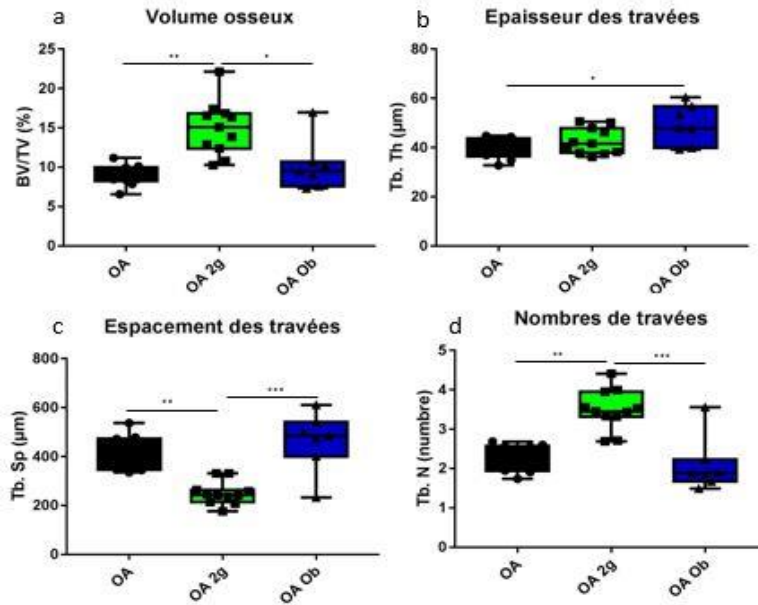 a
Volume osseux
** *
BV/TV (%)
25
20
15
10
5
0
OA
OA 2g
OA Ob
b
Epaisseur des travées
*
Tb. Th (µm)
80
60
40
20
0
OA
OA 2g
OA Ob
c
Espacement des travées
** ***
Tb. Sp (µm)
800
600
400
200
0
OA
OA 2g
OA Ob
d
Nombres de travées
** ***
Tb. N (numbre)
5
4
3
2
1
0
OA
OA 2g
OA Ob